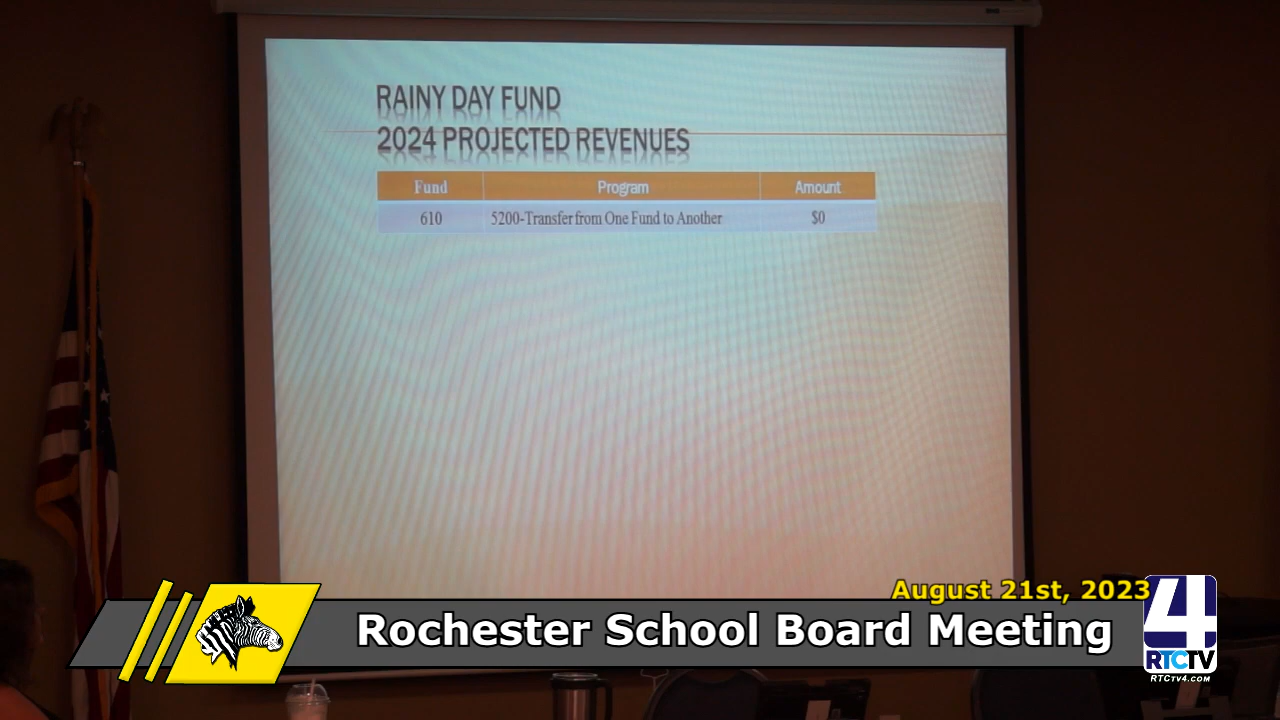 RAINY DAY FUND
2024 PROJECTED REVENUES
Fund Program Amount
610 5200-Transfer from One Fund to Another $0
August 21st, 2023
Rochester School Board Meeting
4
RTCTV
RTCTV4.COM